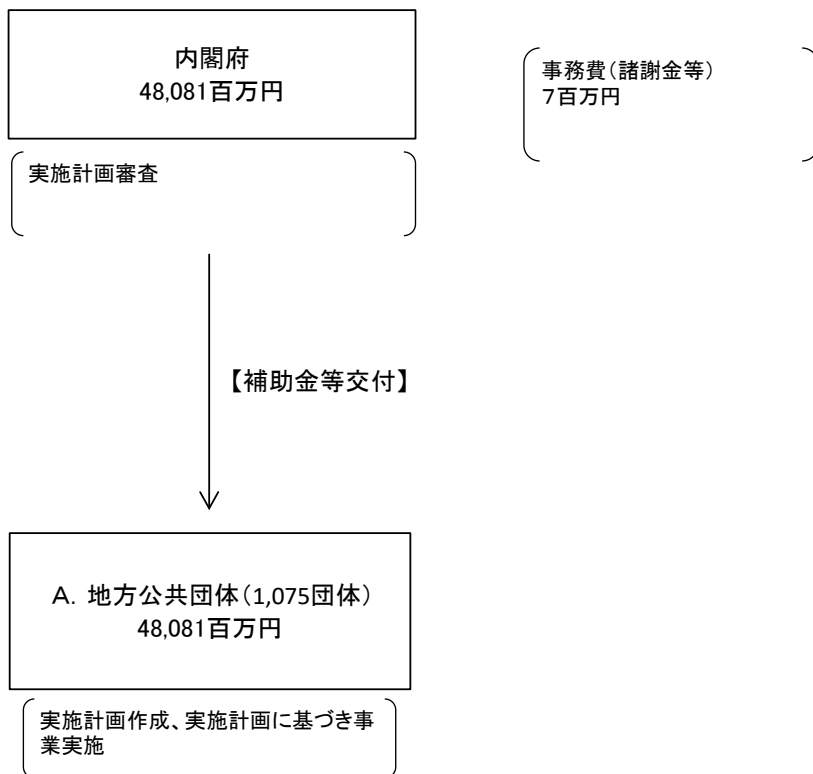 内閣府
48,081百万円
事務費（諸謝金等）
７百万円
実施計画審査
【補助金等交付】
Ａ．地方公共団体（1,075団体）
48,081百万円
実施計画作成、実施計画に基づき事
業実施